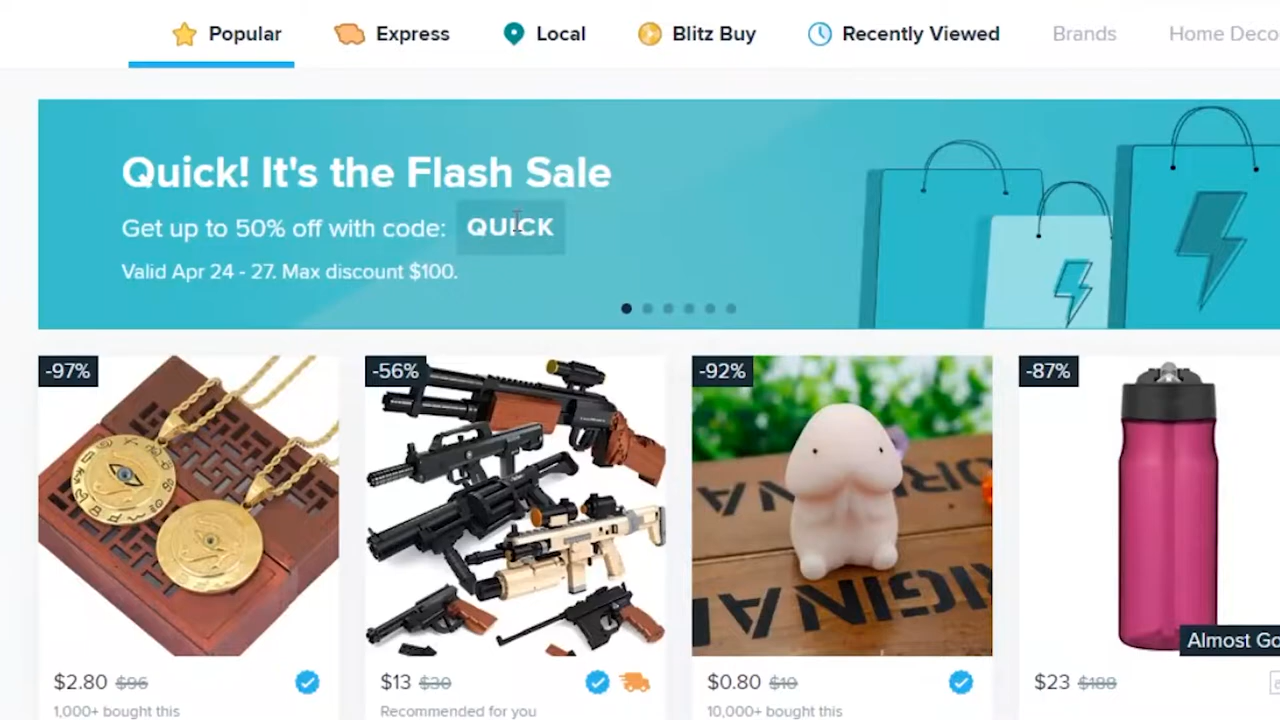 Popular
Express
Local
Blitz Buy
Recently Viewed
Brands
Home Deco
Quick! It's the Flash Sale
Get up to 50% off with code: QUICK
Valid Apr 24 - 27. Max discount $100.
-97%
-56%
-92%
-87%
ORIGINAL
Almost Go
$2.80 $96
$13 $30
$0.80 $10
$23 $188
1,000+ bought this
Recommended for you
10,000+ bought this